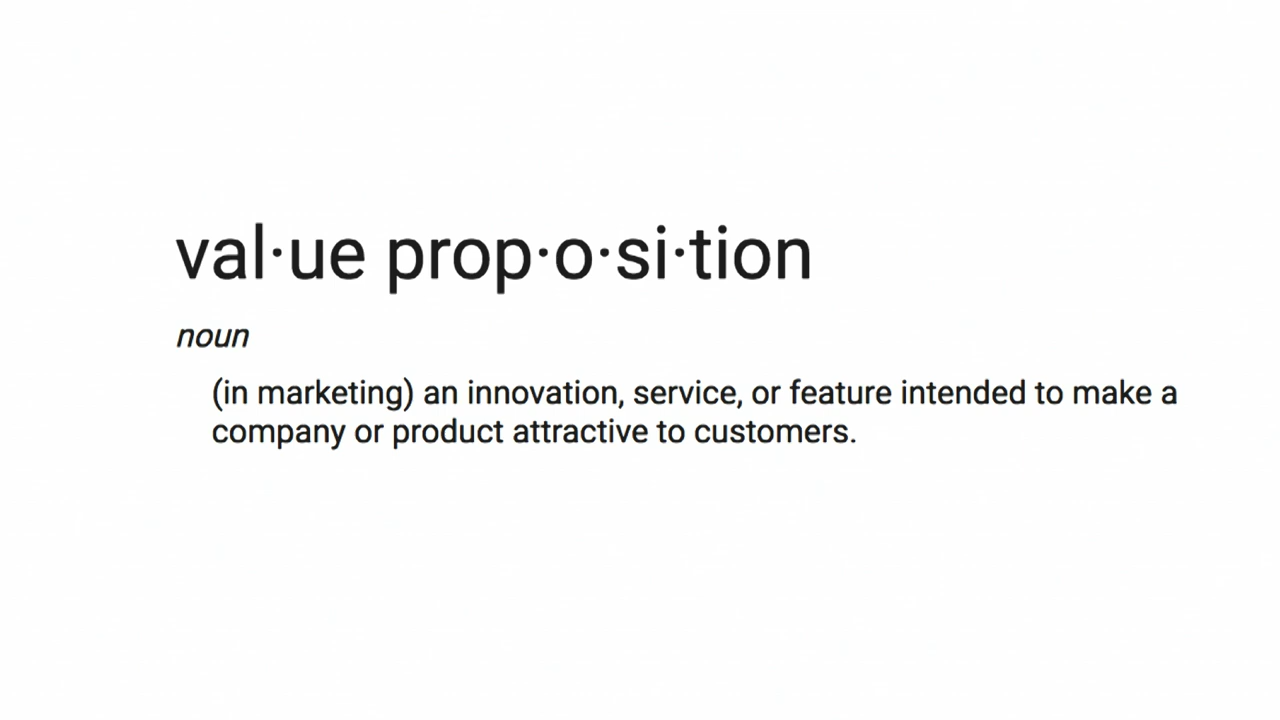 val·ue prop·o·si·tion
noun
(in marketing) an innovation, service, or feature intended to make a
company or product attractive to customers.